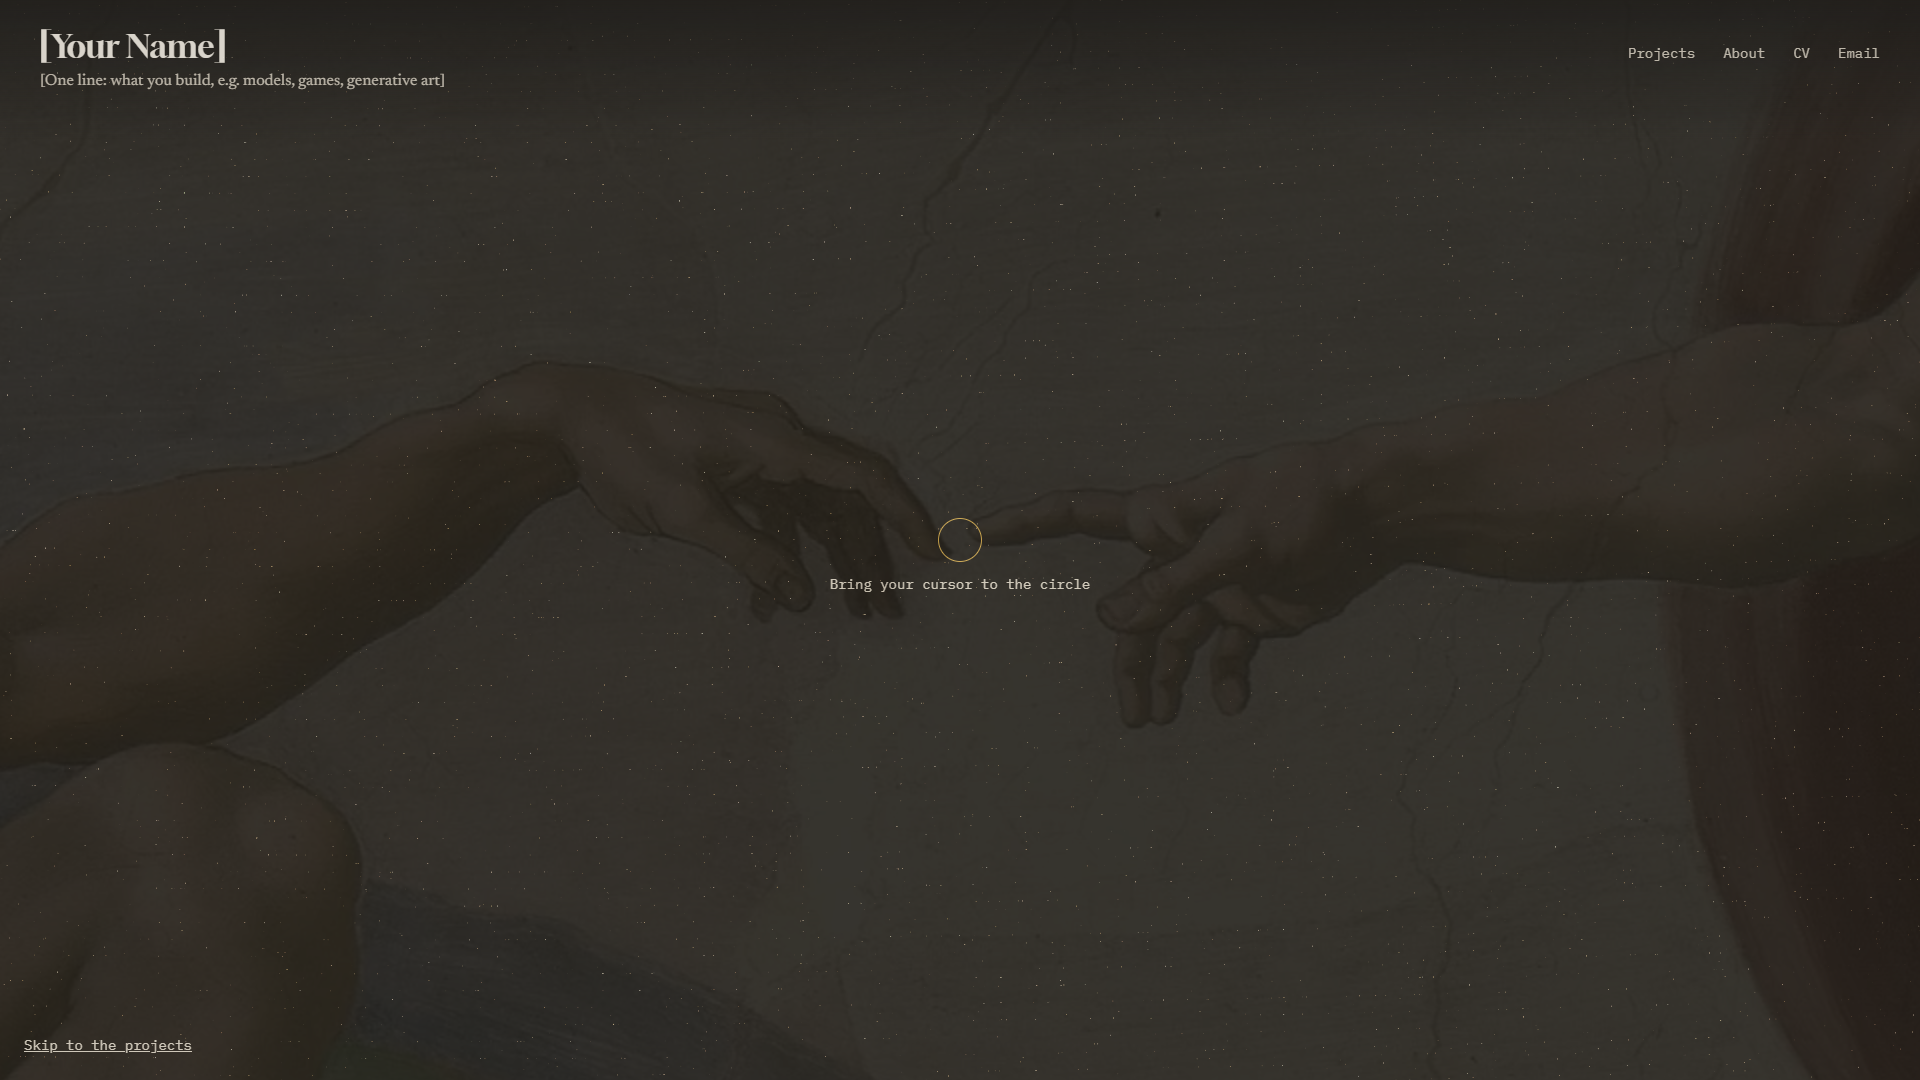 [Your Name]
[One line: what you build, e.g. models, games, generative art]
Projects About CV Email
Bring your cursor to the circle
Skip to the projects